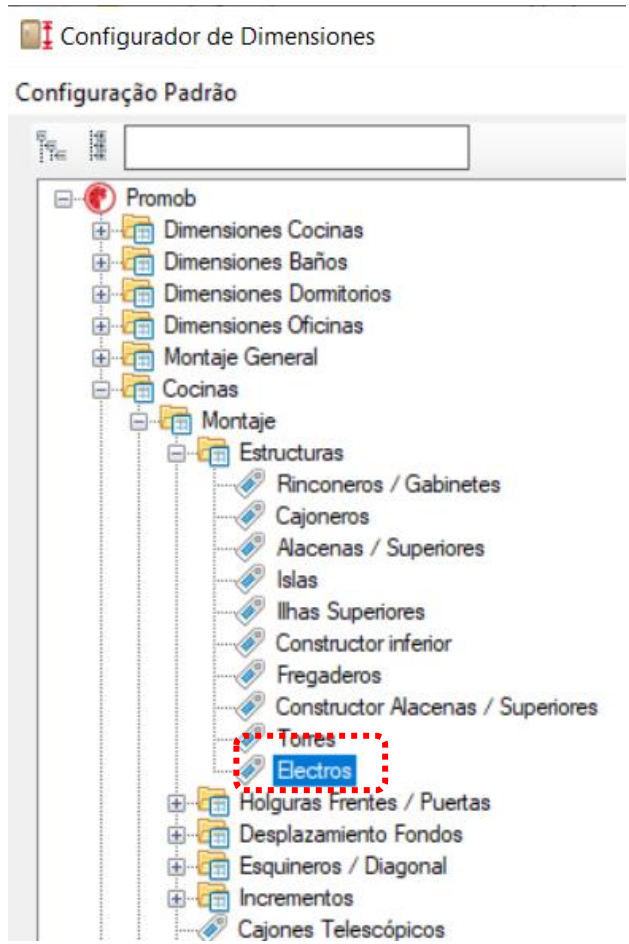 Configurador de Dimensiones
Configuração Padrão
Promob
Dimensiones Cocinas
Dimensiones Baños
Dimensiones Dormitorios
Dimensiones Oficinas
Montaje General
Cocinas
Montaje
Estructuras
Rinconeros / Gabinetes
Cajoneros
Alacenas / Superiores
Islas
Ilhas Superiores
Constructor inferior
Fregaderos
Constructor Alacenas / Superiores
Torres
Electros
Holguras Frentes / Puertas
Desplazamiento Fondos
Esquineros / Diagonal
Incrementos
Cajones Telescópicos